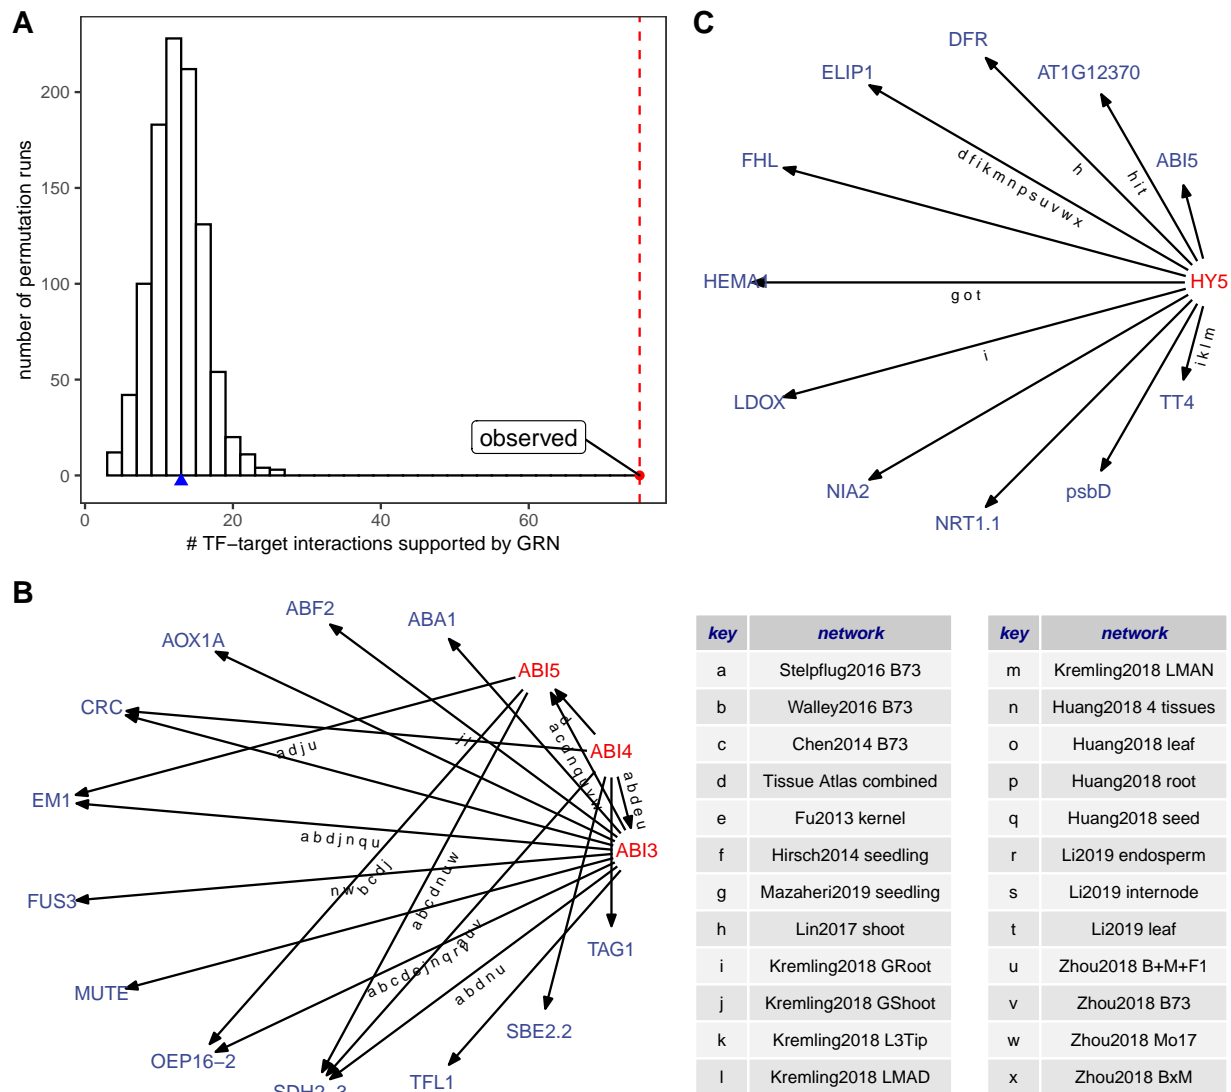 A
number of permutation runs
200
150
100
50
0
observed
0
20
40
60
# TF−target interactions supported by GRN
C
DFR
ELIP1
AT1G12370
FHL
ABI5
d f i k m n p s u v w x
h
h i t
HEMA1
HY5
g o t
i
i k l m
LDOX
TT4
NIA2
psbD
NRT1.1
B
ABF2
ABA1
AOX1A
ABI5
CRC
ABI4
a d j u
a b d e u
EM1
a b d j n q u
ABI3
b c d j
n w
a b c d n u w
FUS3
TAG1
a b d n u
MUTE
SBE2.2
OEP16−2
TFL1
key network
a Stelpflug2016 B73
b Walley2016 B73
c Chen2014 B73
d Tissue Atlas combined
e Fu2013 kernel
f Hirsch2014 seedling
g Mazaheri2019 seedling
h Lin2017 shoot
i Kremling2018 GRoot
j Kremling2018 GShoot
k Kremling2018 L3Tip
l Kremling2018 LMAD
key network
m Kremling2018 LMAN
n Huang2018 4 tissues
o Huang2018 leaf
p Huang2018 root
q Huang2018 seed
r Li2019 endosperm
s Li2019 internode
t Li2019 leaf
u Zhou2018 B+M+F1
v Zhou2018 B73
w Zhou2018 Mo17
x Zhou2018 BxM